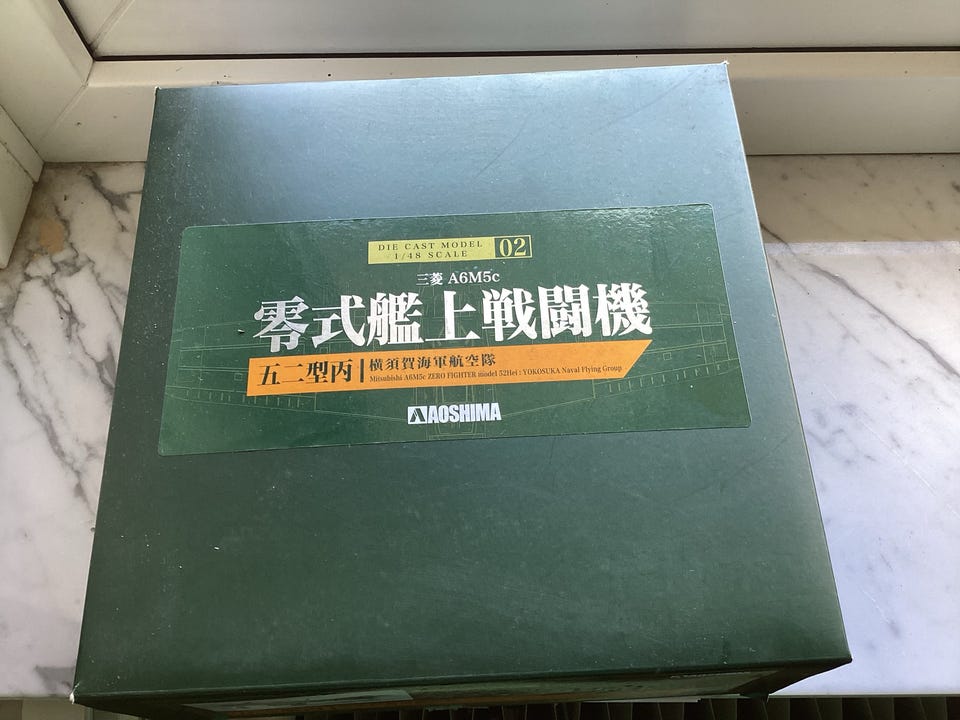 DIE CAST MODEL
1/48 SCALE
02
三菱 A6M5c
零式艦上戦闘機
五二型丙
横須賀海軍航空隊
Mitsubishi A6M5c ZERO FIGHTER model 52Hei : YOKOSUKA Naval Flying Group
AOSHIMA